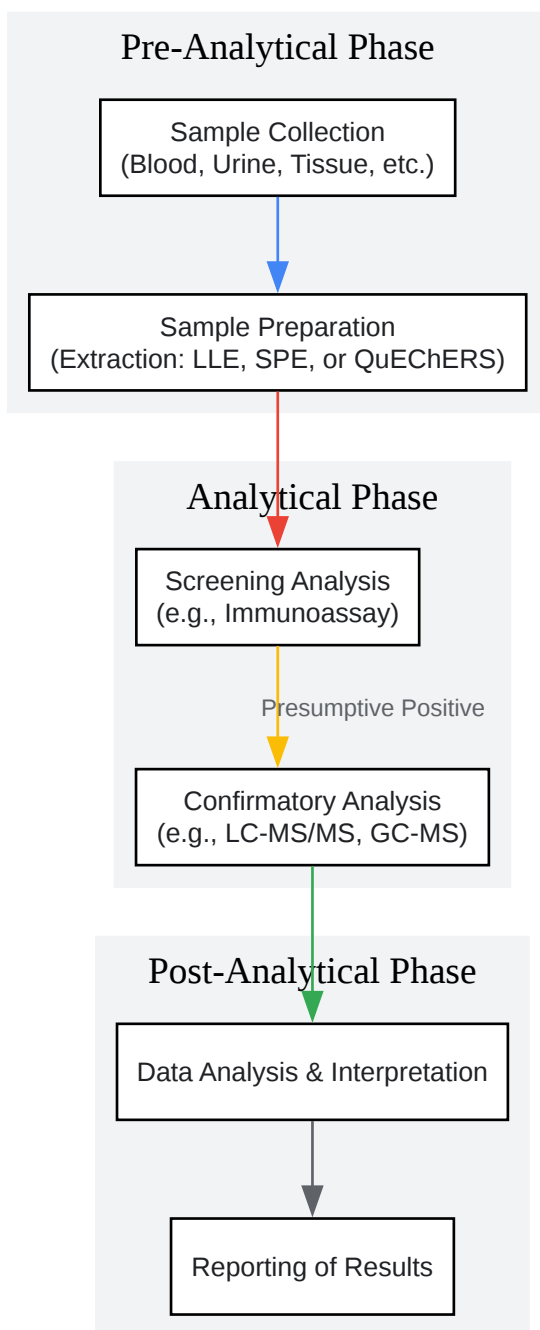 Pre-Analytical Phase
Sample Collection
(Blood, Urine, Tissue, etc.)
Sample Preparation
(Extraction: LLE, SPE, or QuEChERS)
Analytical Phase
Screening Analysis
(e.g., Immunoassay)
Presumptive Positive
Confirmatory Analysis
(e.g., LC-MS/MS, GC-MS)
Post-Analytical Phase
Data Analysis & Interpretation
Reporting of Results